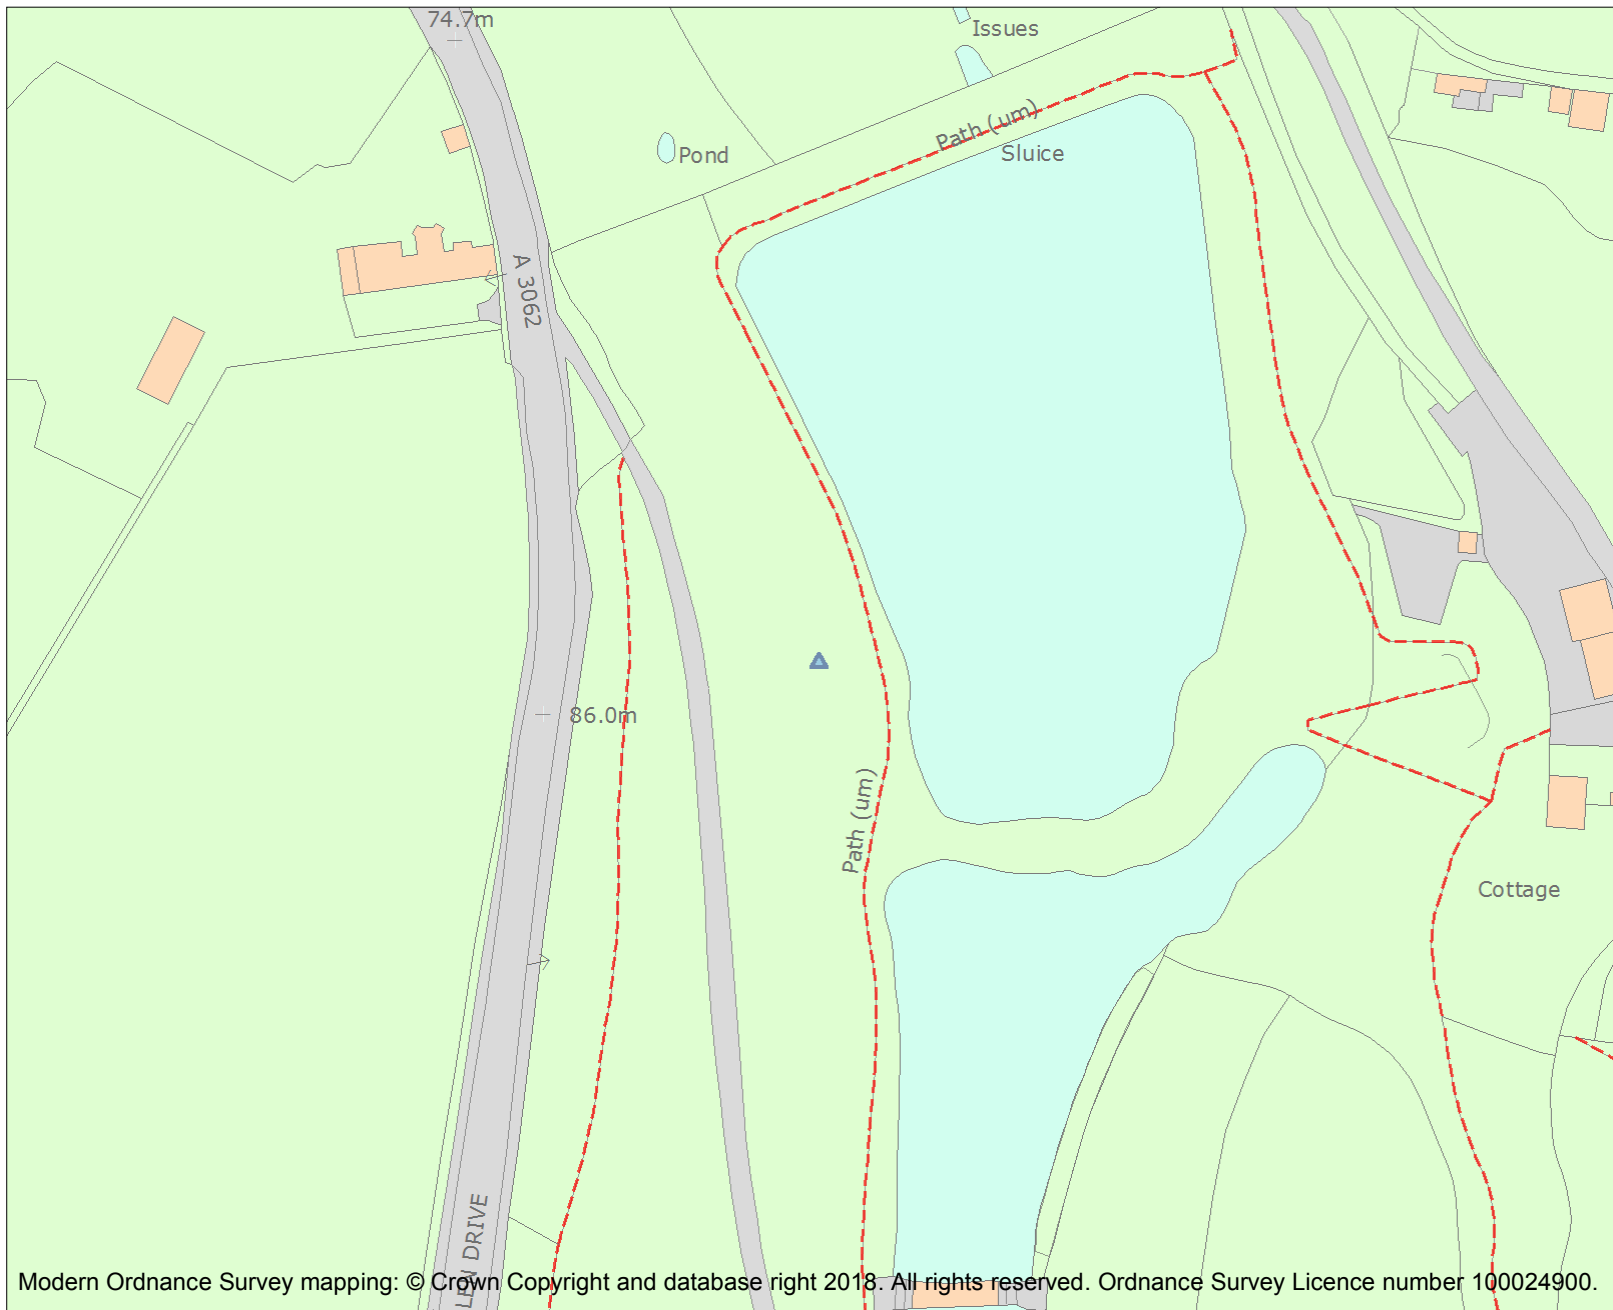 74.7m
Issues
Path (um)
Sluice
Pond
A 3062
86.0m
Path (um)
Cottage
LEN DRIVE
Modern Ordnance Survey mapping: © Crown Copyright and database right 2018. All rights reserved. Ordnance Survey Licence number 100024900.